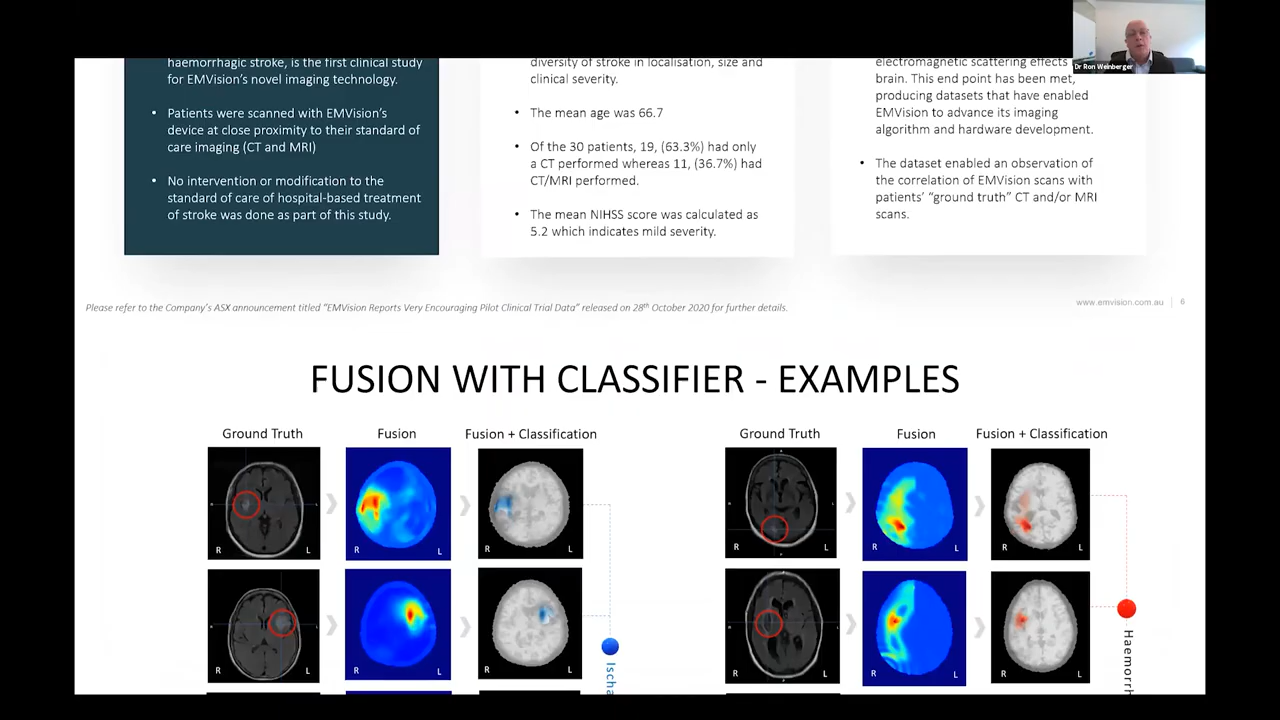 Dr Ron Weinberger
haemorrhagic stroke, is the first clinical study
for EMVision's novel imaging technology.
• Patients were scanned with EMVision's
device at close proximity to their standard of
care imaging (CT and MRI)
• No intervention or modification to the
standard of care of hospital-based treatment
of stroke was done as part of this study.
diversity of stroke in localisation, size and
clinical severity.
• The mean age was 66.7
• Of the 30 patients, 19, (63.3%) had only
a CT performed whereas 11, (36.7%) had
CT/MRI performed.
• The mean NIHSS score was calculated as
5.2 which indicates mild severity.
electromagnetic scattering effects
brain. This end point has been met,
producing datasets that have enabled
EMVision to advance its imaging
algorithm and hardware development.
• The dataset enabled an observation of
the correlation of EMVision scans with
patients' "ground truth" CT and/or MRI
scans.
Please refer to the Company's ASX announcement titled "EMVision Reports Very Encouraging Pilot Clinical Trial Data" released on 28th October 2020 for further details.
www.emvision.com.au | 6
FUSION WITH CLASSIFIER - EXAMPLES
Ground Truth Fusion Fusion + Classification Ground Truth Fusion Fusion + Classification
R L R L R L R L R L R L
R L R L R L R L R L R L
Ischa
Haemorrh